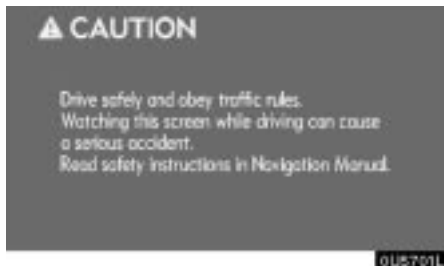 CAUTION
Drive safely and obey traffic rules.
Watching this screen while driving can cause
a serious accident.
Read safety instructions in Navigation Manual.
0U5701L